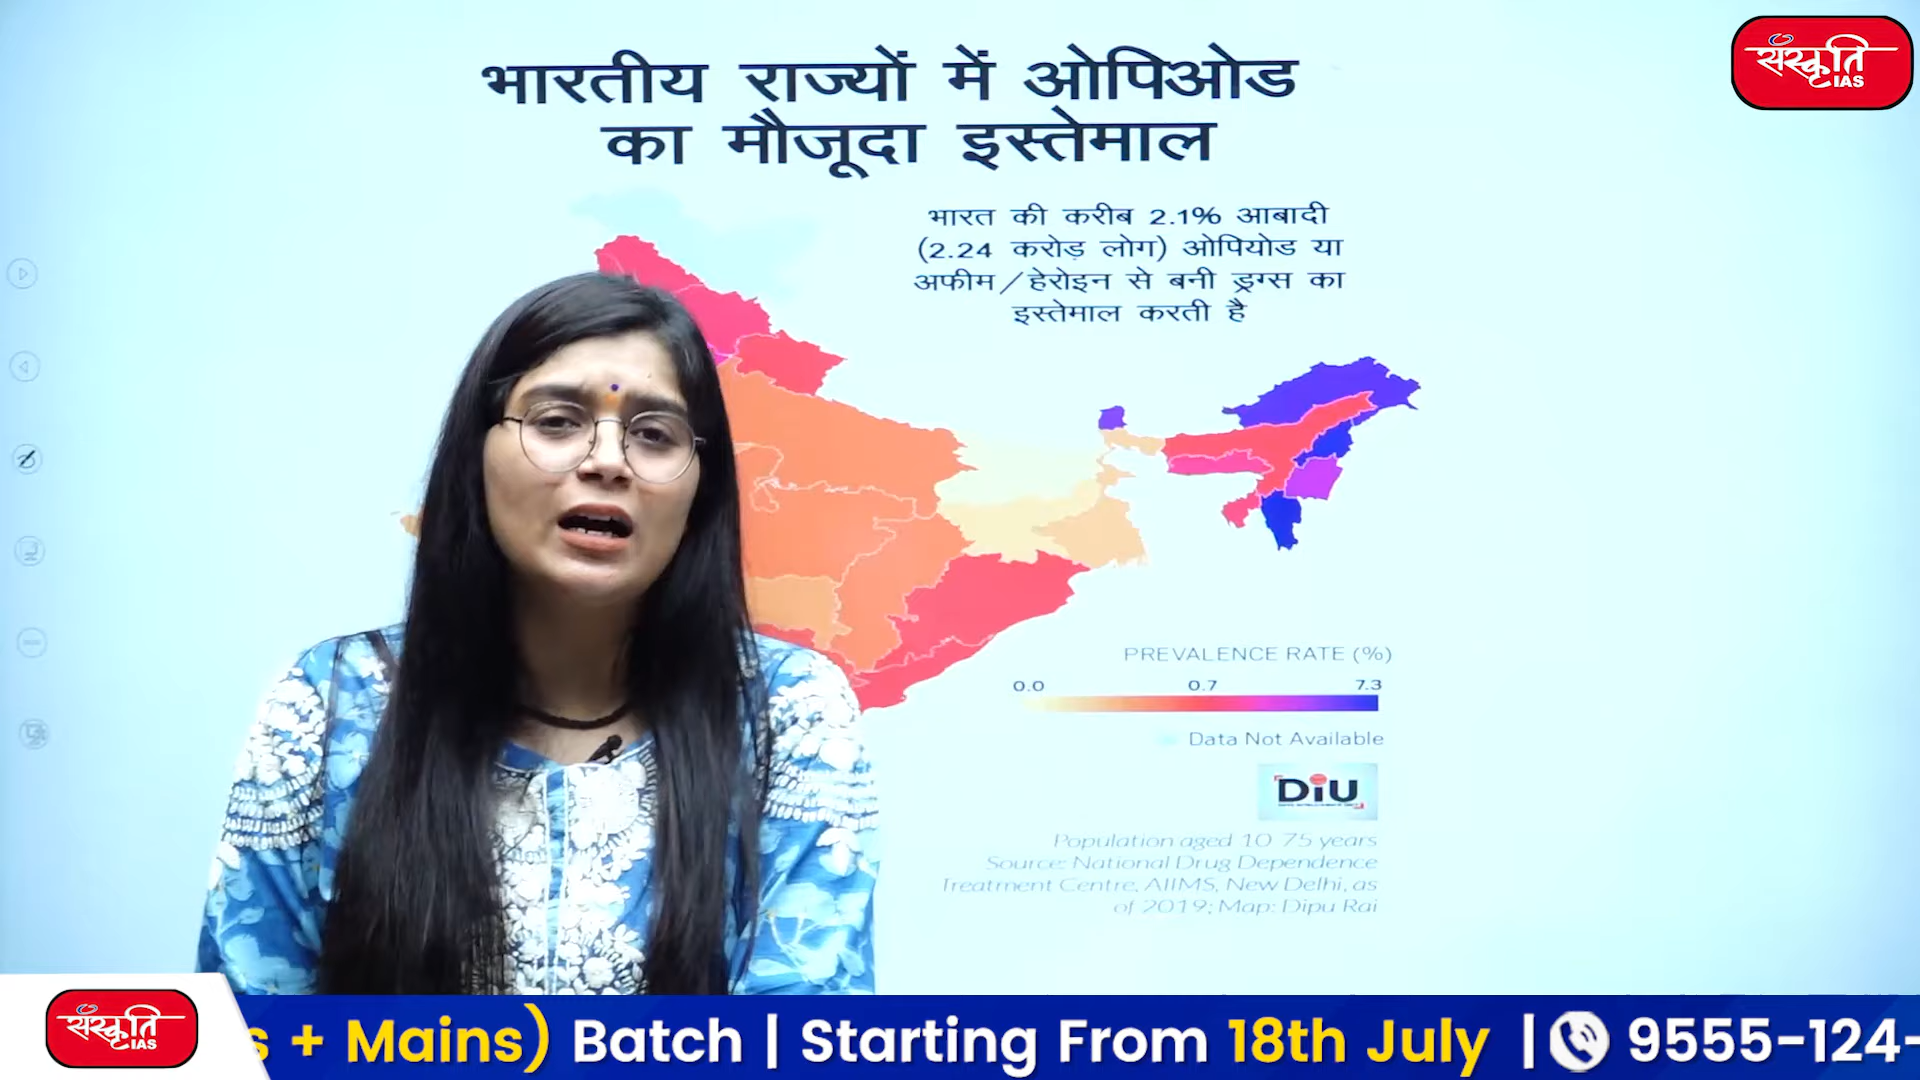 भारतीय राज्यों में ओपिओड
का मौजूदा इस्तेमाल
संस्कृति
IAS
भारत की करीब 2.1% आबादी
(2.24 करोड़ लोग) ओपियोड या
अफीम/हेरोइन से बनी ड्रग्स का
इस्तेमाल करती है
PREVALENCE RATE (%)
0.0 0.7 7.3
Data Not Available
DiU
Population aged 10 75 years
Source: National Drug Dependence
Treatment Centre, AIIMS, New Delhi, as
of 2019; Map: Dipu Rai
संस्कृति
IAS
s + Mains) Batch | Starting From 18th July | 9555-124-